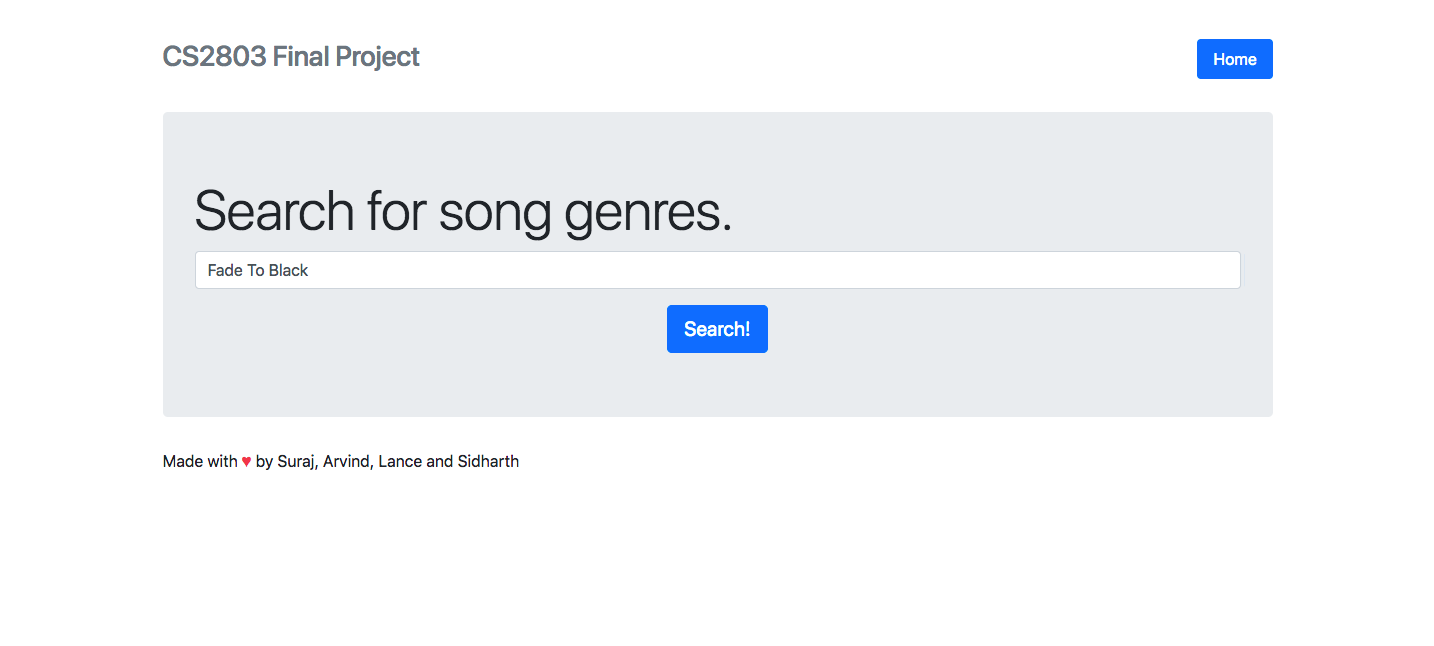 CS2803 Final Project
Home
Search for song genres.
Fade To Black
Search!
Made with ♥ by Suraj, Arvind, Lance and Sidharth